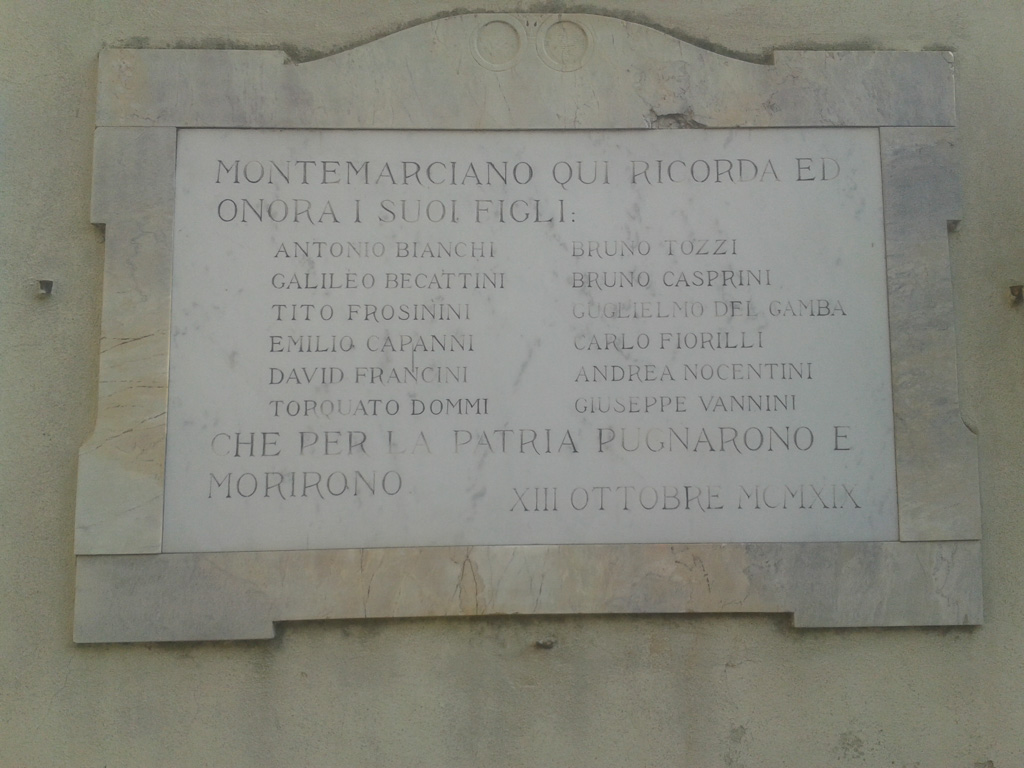 MONTEMARCIANO QUI RICORDA ED
ONORA I SUOI FIGLI:
ANTONIO BIANCHI BRUNO TOZZI
GALILEO BECATTINI BRUNO CASPRINI
TITO FROSININI GUGLIELMO DEL GAMBA
EMILIO CAPANNI CARLO FIORILLI
DAVID FRANCINI ANDREA NOCENTINI
TORQUATO DOMMI GIUSEPPE VANNINI
CHE PER LA PATRIA PUGNARONO E
MORIRONO
XIII OTTOBRE MCMXIX